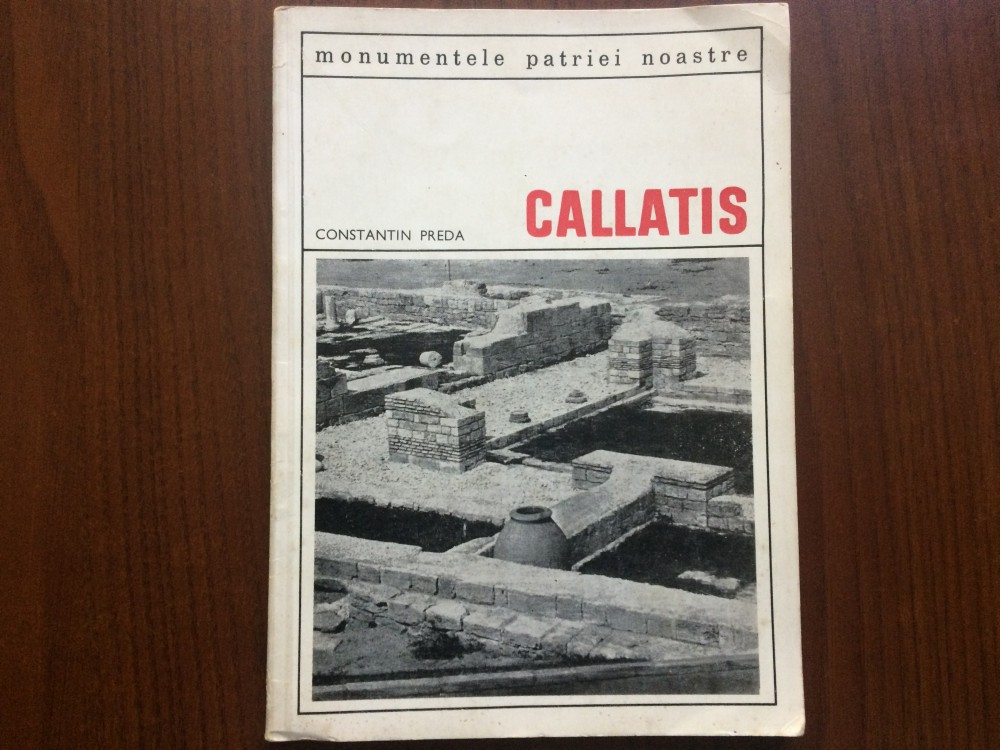 monumentele patriei noastre
CALLATIS
CONSTANTIN PREDA